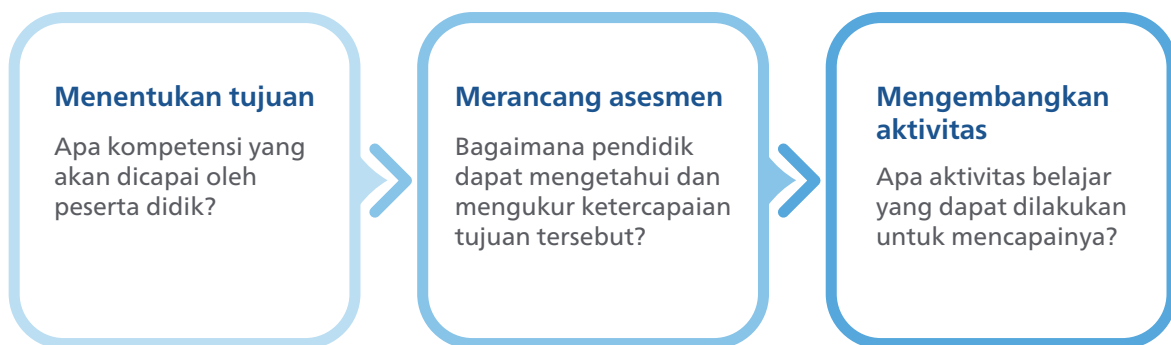 Menentukan tujuan
Apa kompetensi yang
akan dicapai oleh
peserta didik?
Merancang asesmen
Bagaimana pendidik
dapat mengetahui dan
mengukur ketercapaian
tujuan tersebut?
Mengembangkan
aktivitas
Apa aktivitas belajar
yang dapat dilakukan
untuk mencapainya?